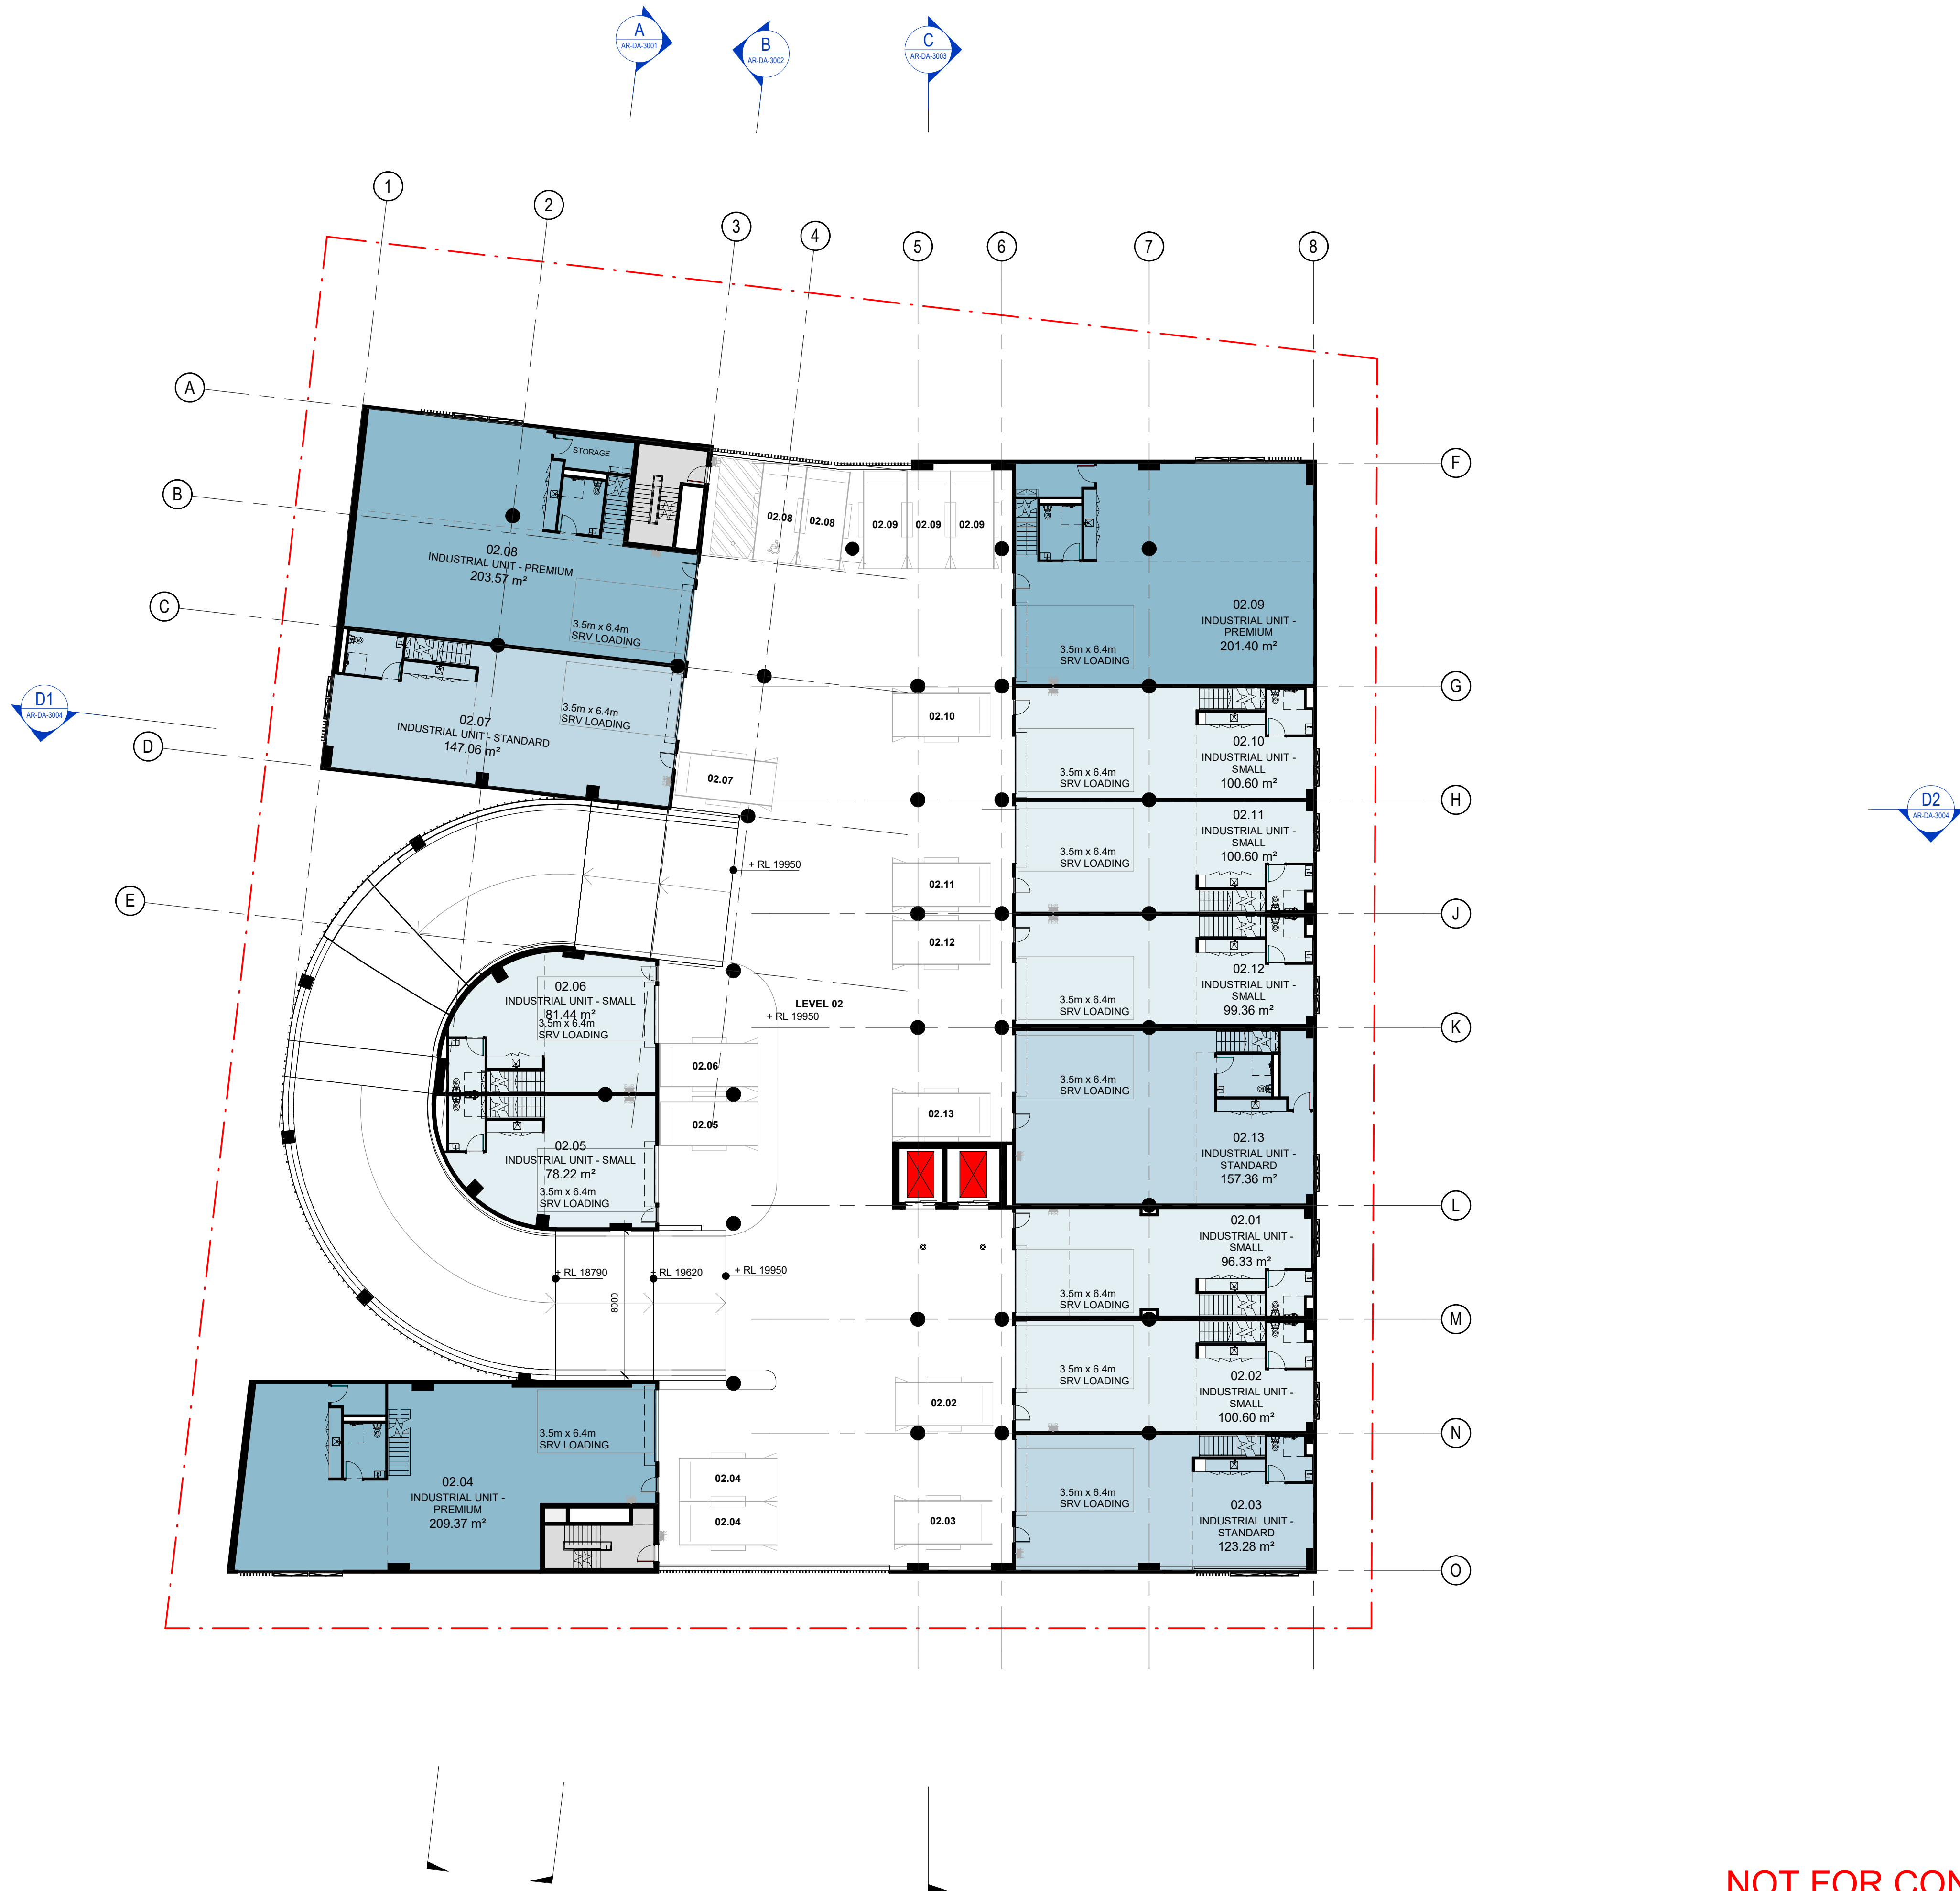 A
AR-DA-3001
B
AR-DA-3002
C
AR-DA-3003
1
2
3
4
5
6
7
8
A
B
C
D
E
F
G
H
J
K
L
M
N
O
D1
AR-DA-3004
D2
AR-DA-3004
STORAGE
02.08
INDUSTRIAL UNIT - PREMIUM
203.57 m²
3.5m x 6.4m
SRV LOADING
02.07
INDUSTRIAL UNIT - STANDARD
147.06 m²
3.5m x 6.4m
SRV LOADING
02.08
02.08
02.09
02.09
02.09
02.09
INDUSTRIAL UNIT -
PREMIUM
201.40 m²
3.5m x 6.4m
SRV LOADING
02.10
02.07
02.10
INDUSTRIAL UNIT -
SMALL
100.60 m²
3.5m x 6.4m
SRV LOADING
02.11
INDUSTRIAL UNIT -
SMALL
100.60 m²
3.5m x 6.4m
SRV LOADING
+ RL 19950
02.11
02.12
02.12
INDUSTRIAL UNIT -
SMALL
99.36 m²
3.5m x 6.4m
SRV LOADING
02.06
INDUSTRIAL UNIT - SMALL
81.44 m²
3.5m x 6.4m
SRV LOADING
LEVEL 02
+ RL 19950
02.06
02.05
02.05
INDUSTRIAL UNIT - SMALL
78.22 m²
3.5m x 6.4m
SRV LOADING
02.13
3.5m x 6.4m
SRV LOADING
02.13
INDUSTRIAL UNIT -
STANDARD
157.36 m²
02.01
INDUSTRIAL UNIT -
SMALL
96.33 m²
3.5m x 6.4m
SRV LOADING
+ RL 18790
+ RL 19620
+ RL 19950
8000
3.5m x 6.4m
SRV LOADING
02.02
INDUSTRIAL UNIT -
SMALL
100.60 m²
02.02
3.5m x 6.4m
SRV LOADING
02.04
INDUSTRIAL UNIT -
PREMIUM
209.37 m²
02.04
02.04
02.03
3.5m x 6.4m
SRV LOADING
02.03
INDUSTRIAL UNIT -
STANDARD
123.28 m²
NOT FOR CON